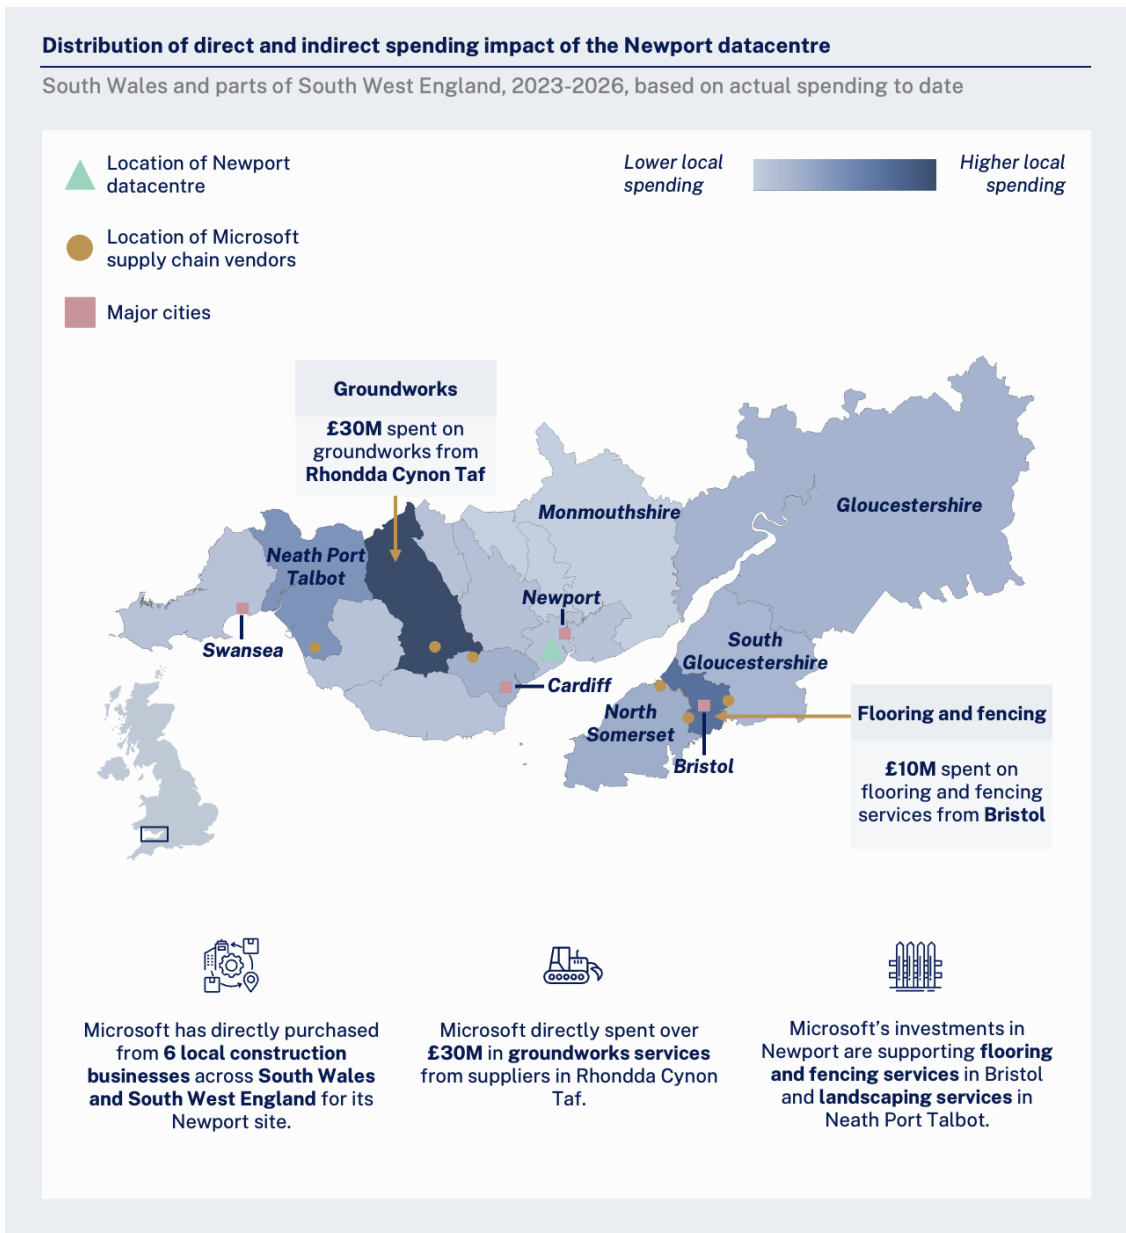 Distribution of direct and indirect spending impact of the Newport datacentre
South Wales and parts of South West England, 2023-2026, based on actual spending to date
Location of Newport
datacentre
Lower local
spending
Higher local
spending
Location of Microsoft
supply chain vendors
Major cities
Groundworks
£30M spent on
groundworks from
Rhondda Cynon Taf
Monmouthshire
Gloucestershire
Neath Port
Talbot
Newport
Swansea
South
Gloucestershire
Cardiff
North
Somerset
Bristol
Flooring and fencing
£10M spent on
flooring and fencing
services from Bristol
Microsoft has directly purchased
from 6 local construction
businesses across South Wales
and South West England for its
Newport site.
Microsoft directly spent over
£30M in groundworks services
from suppliers in Rhondda Cynon
Taf.
Microsoft’s investments in
Newport are supporting flooring
and fencing services in Bristol
and landscaping services in
Neath Port Talbot.